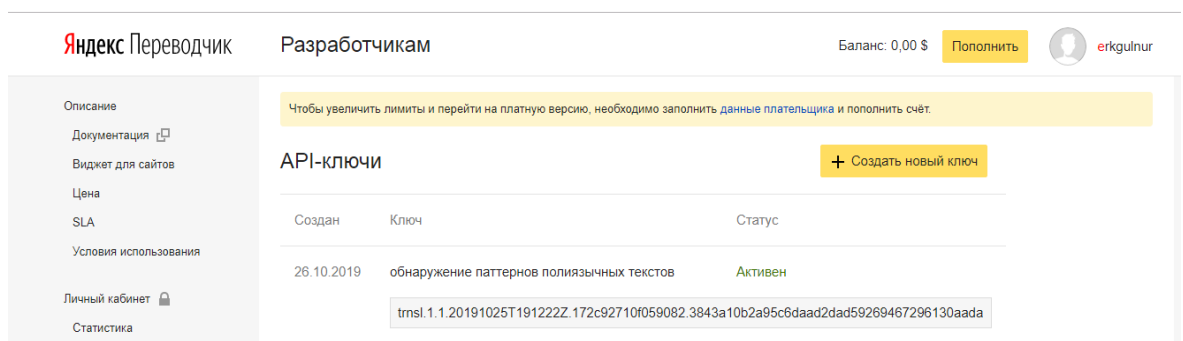 Яндекс Переводчик
Разработчикам
Баланс: 0,00 $
Пополнить
erkgulnur
Описание
Документация
Виджет для сайтов
Цена
SLA
Условия использования
Личный кабинет
Статистика
Чтобы увеличить лимиты и перейти на платную версию, необходимо заполнить данные плательщика и пополнить счёт.
API-ключи
+ Создать новый ключ
Создан Ключ Статус
26.10.2019 обнаружение паттернов полиязычных текстов Активен
trnsl.1.1.20191025T191222Z.172c92710f059082.3843a10b2a95c6daad2dad59269467296130aada